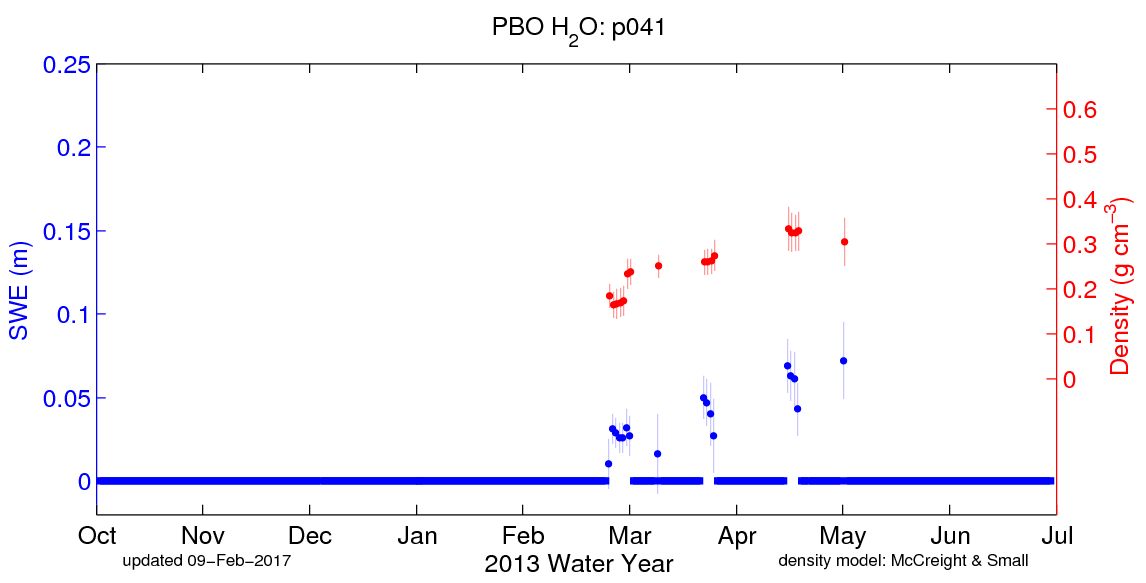 PBO H₂O: p041
0.25
0.2
0.15
0.1
0.05
0
SWE (m)
0.6
0.5
0.4
0.3
0.2
0.1
0
Density (g cm⁻³)
Oct Nov Dec Jan Feb Mar Apr May Jun Jul
updated 09−Feb−2017 2013 Water Year density model: McCreight & Small